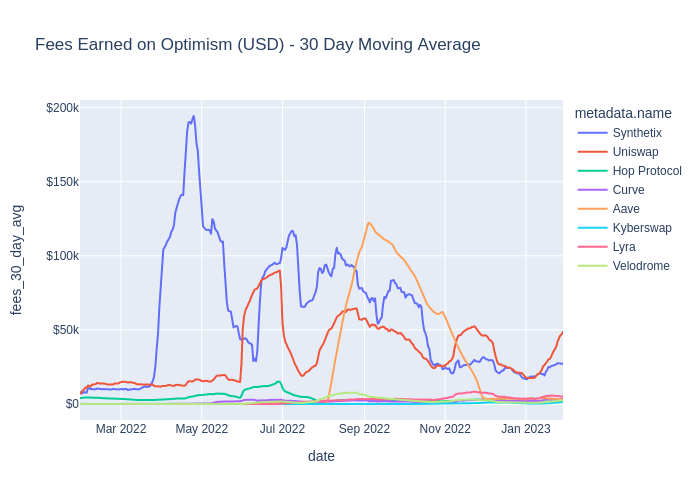 Fees Earned on Optimism (USD) - 30 Day Moving Average
metadata.name
Synthetix
Uniswap
Hop Protocol
Curve
Aave
Kyberswap
Lyra
Velodrome
fees_30_day_avg
$200k
$150k
$100k
$50k
$0
Mar 2022
May 2022
Jul 2022
Sep 2022
Nov 2022
Jan 2023
date